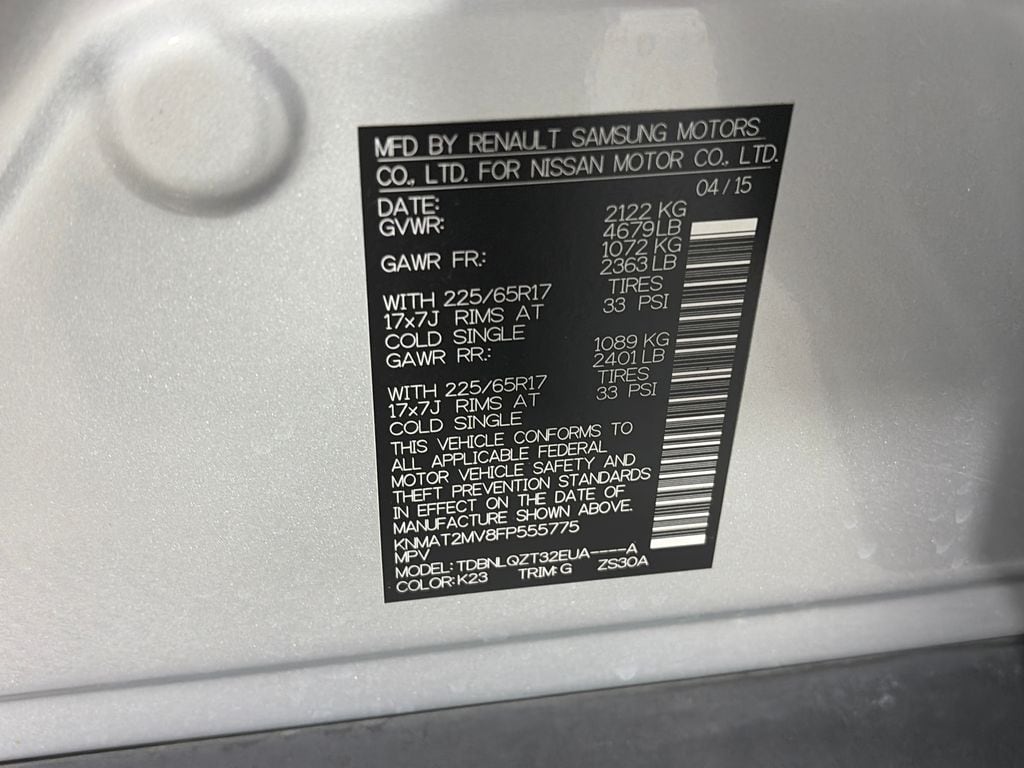 MFD BY RENAULT SAMSUNG MOTORS
CO., LTD. FOR NISSAN MOTOR CO., LTD.
DATE: 04/15
GVWR: 2122 KG
4679 LB
GAWR FR.: 1072 KG
2363 LB
WITH 225/65R17 TIRES
17x7J RIMS AT 33 PSI
COLD SINGLE
GAWR RR.: 1089 KG
2401 LB
WITH 225/65R17 TIRES
17x7J RIMS AT 33 PSI
COLD SINGLE
THIS VEHICLE CONFORMS TO
ALL APPLICABLE FEDERAL
MOTOR VEHICLE SAFETY AND
THEFT PREVENTION STANDARDS
IN EFFECT ON THE DATE OF
MANUFACTURE SHOWN ABOVE.
KNMAT2MV8FP555775
MPV
MODEL: TDBNLQZT32EUA----A
COLOR: K23 TRIM: G ZS30A